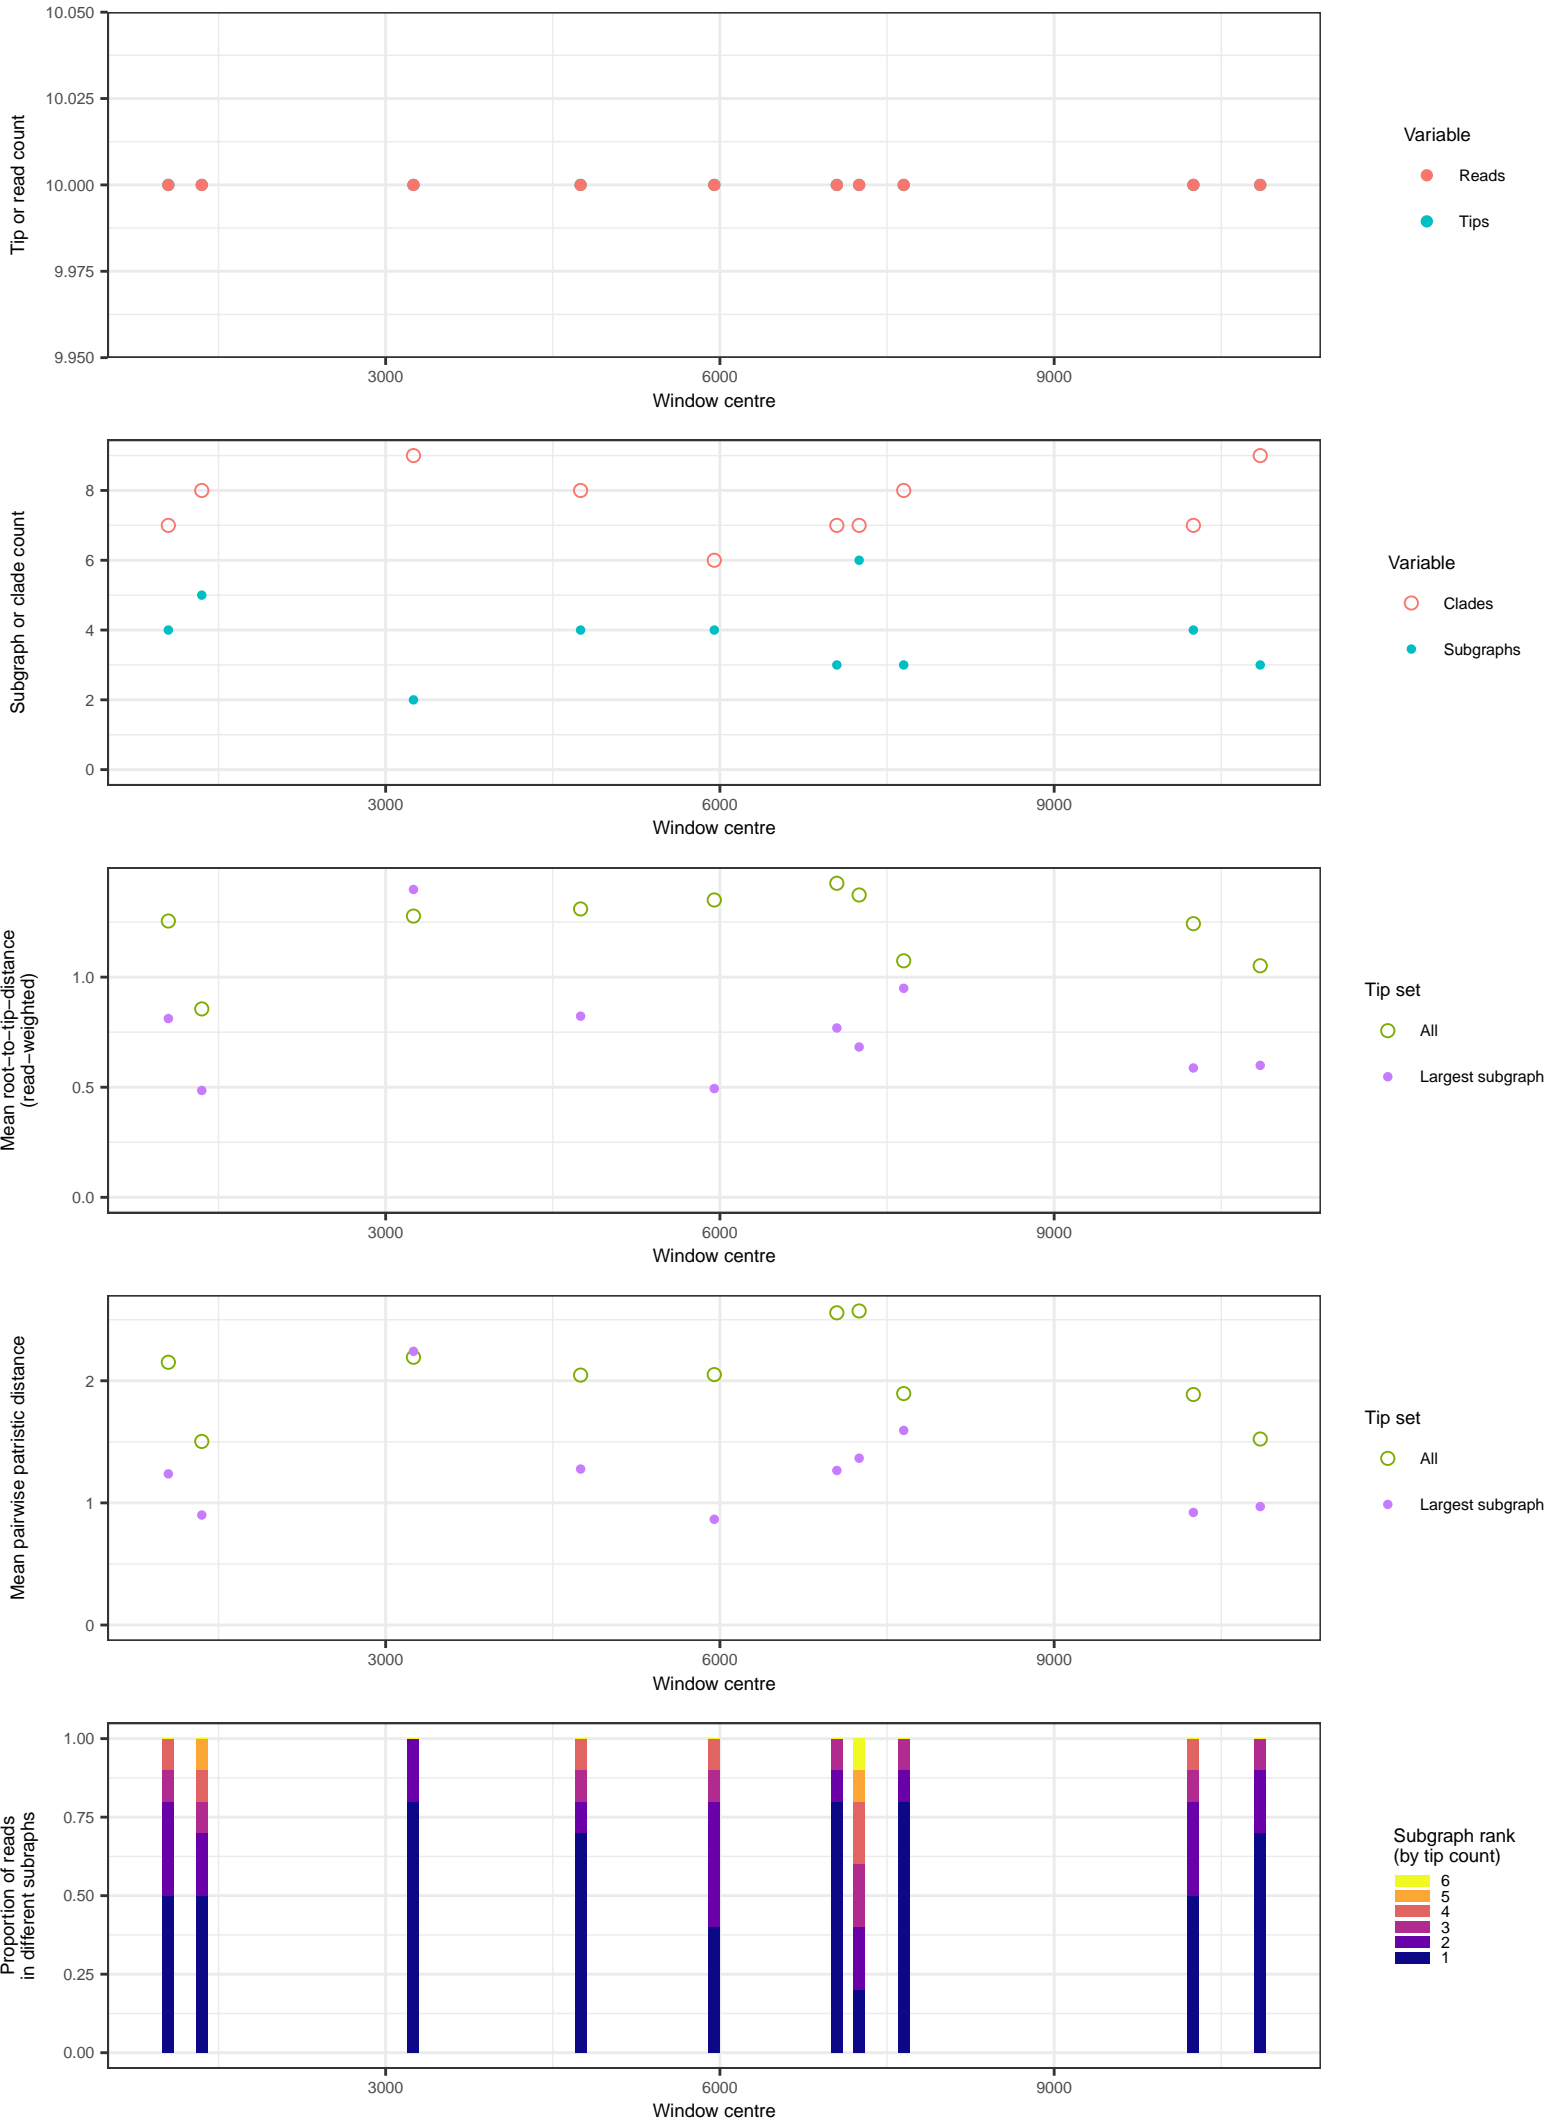 10.050
10.025
10.000
9.975
9.950
Tip or read count
3000
6000
9000
Window centre
Variable
Reads
Tips
8
6
4
2
0
Subgraph or clade count
3000
6000
9000
Window centre
Variable
Clades
Subgraphs
1.0
0.5
0.0
Mean root−to−tip−distance
(read−weighted)
3000
6000
9000
Window centre
Tip set
All
Largest subgraph
2
1
0
Mean pairwise patristic distance
3000
6000
9000
Window centre
Tip set
All
Largest subgraph
1.00
0.75
0.50
0.25
0.00
Proportion of reads
in different subraphs
3000
6000
9000
Window centre
Subgraph rank
(by tip count)
6
5
4
3
2
1